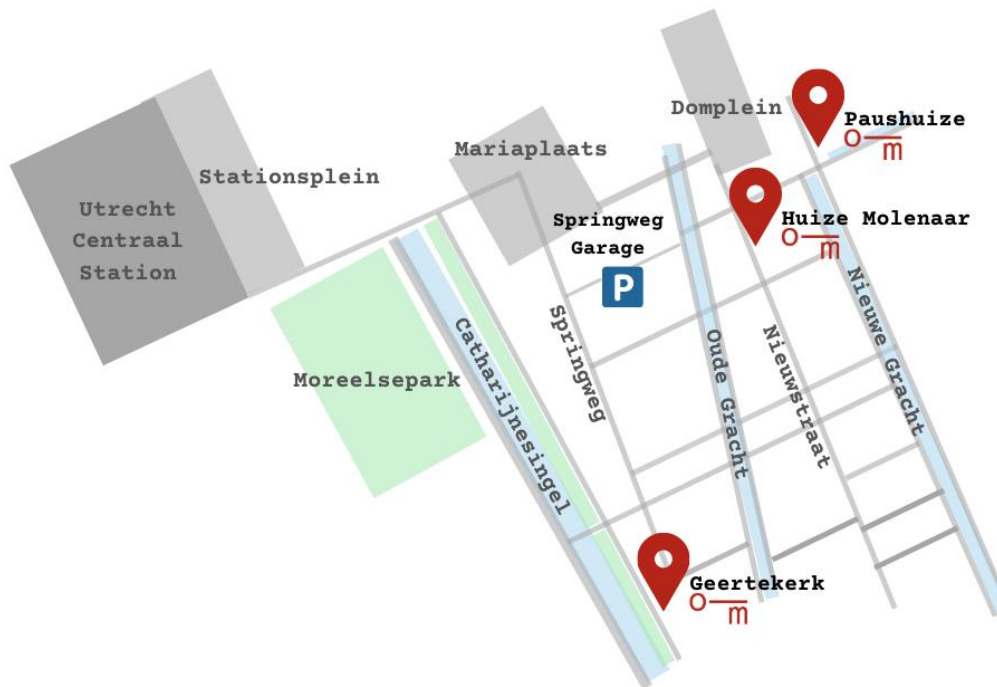 Domplein
Paushuize
O m
Mariaplaats
Stationsplein
Utrecht
Centraal
Station
Springweg
Garage
P
Huize Molenaar
O m
Moreelsepark
Catharijnesingel
Springweg
Oude Gracht
Nieuwstraat
Nieuwe Gracht
Geertekerk
O m